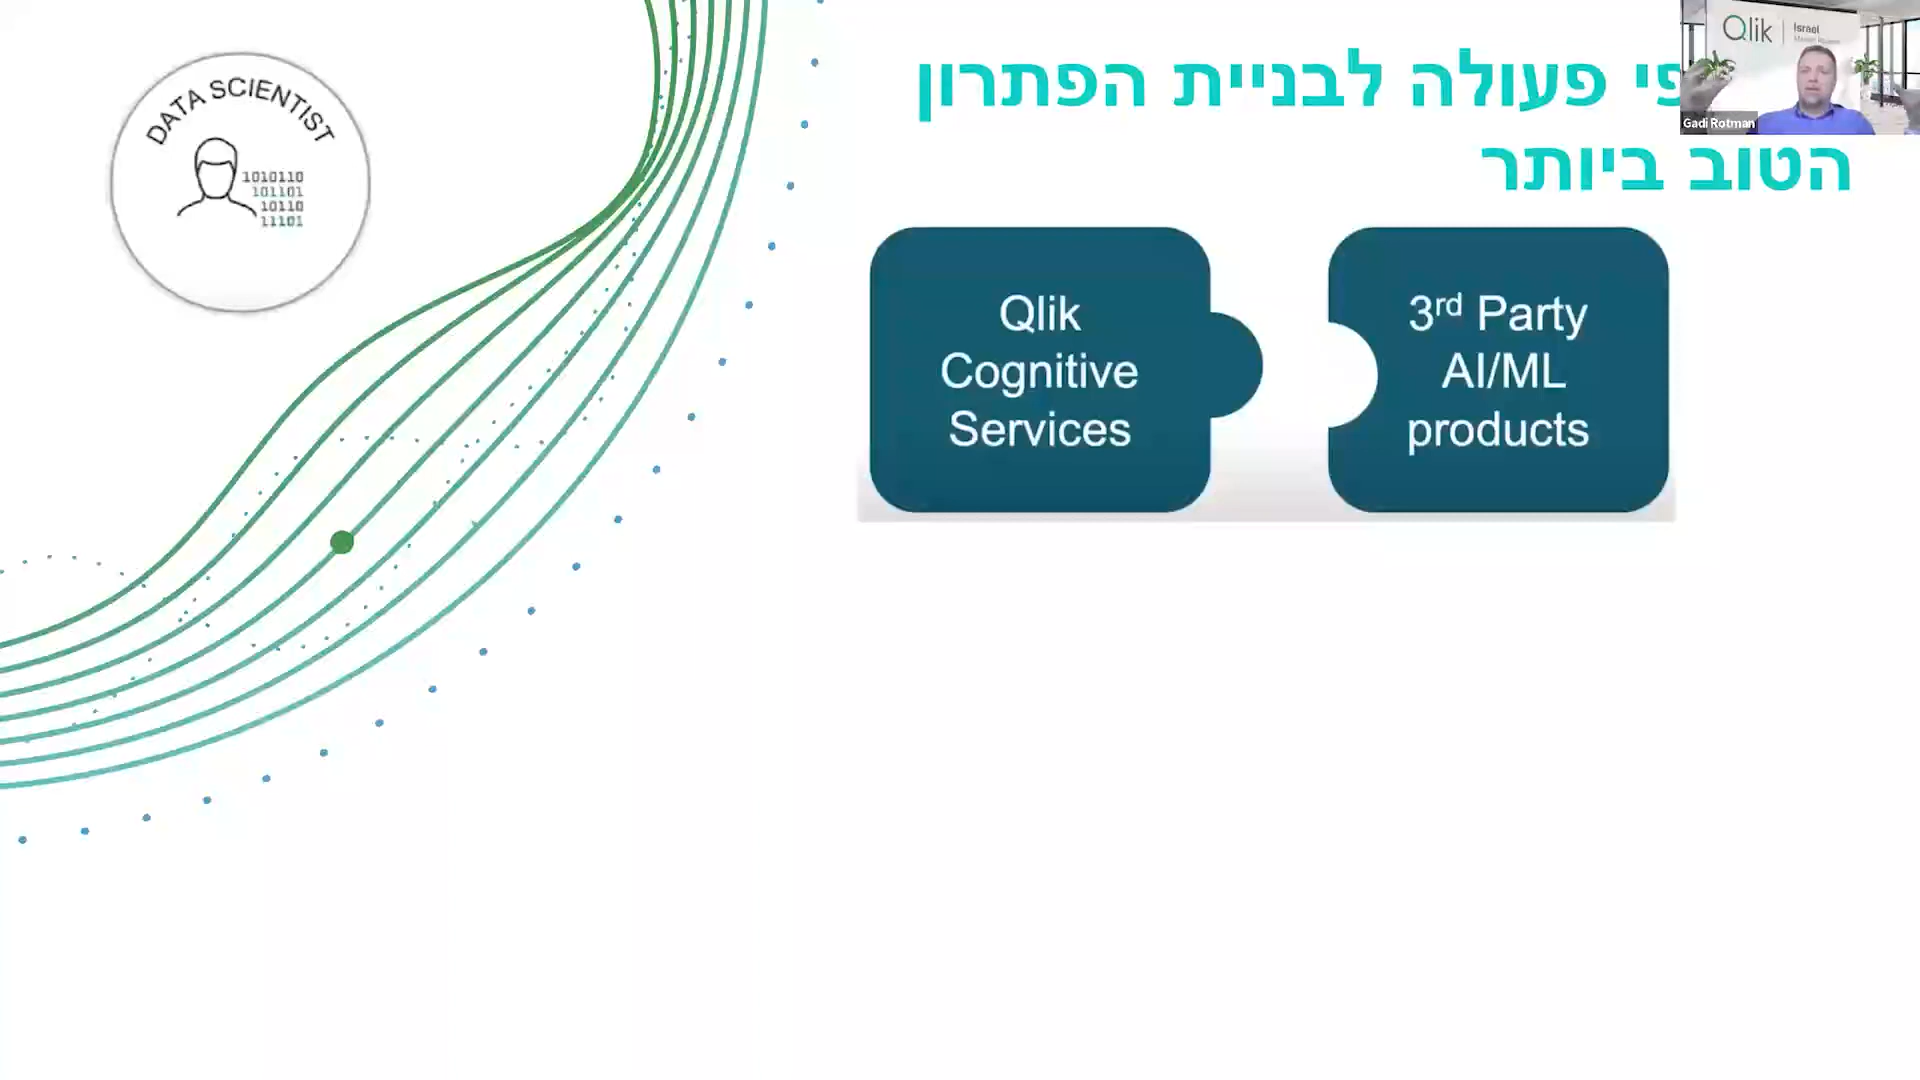 פי פעולה לבניית הפתרון
הטוב ביותר
DATA SCIENTIST
1010110
101101
10110
11101
Qlik
Cognitive
Services
3rd Party
AI/ML
products
Qlik
Israel
Gadi Rotman